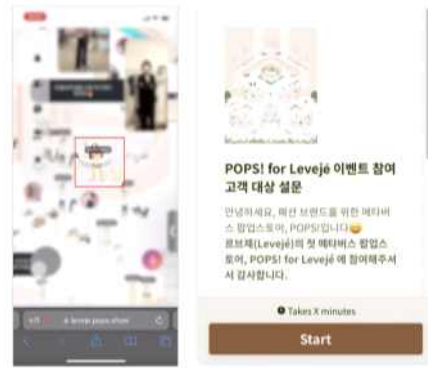 POPS! for Levejé 이벤트 참여
고객 대상 설문
안녕하세요, 패션 브랜드를 위한 메타버
스 팝업스토어, POPS!입니다😀
르브제(Levejé)의 첫 메타버스 팝업스
토어, POPS! for Levejé 에 참여해주셔
서 감사합니다.
Takes X minutes
Start